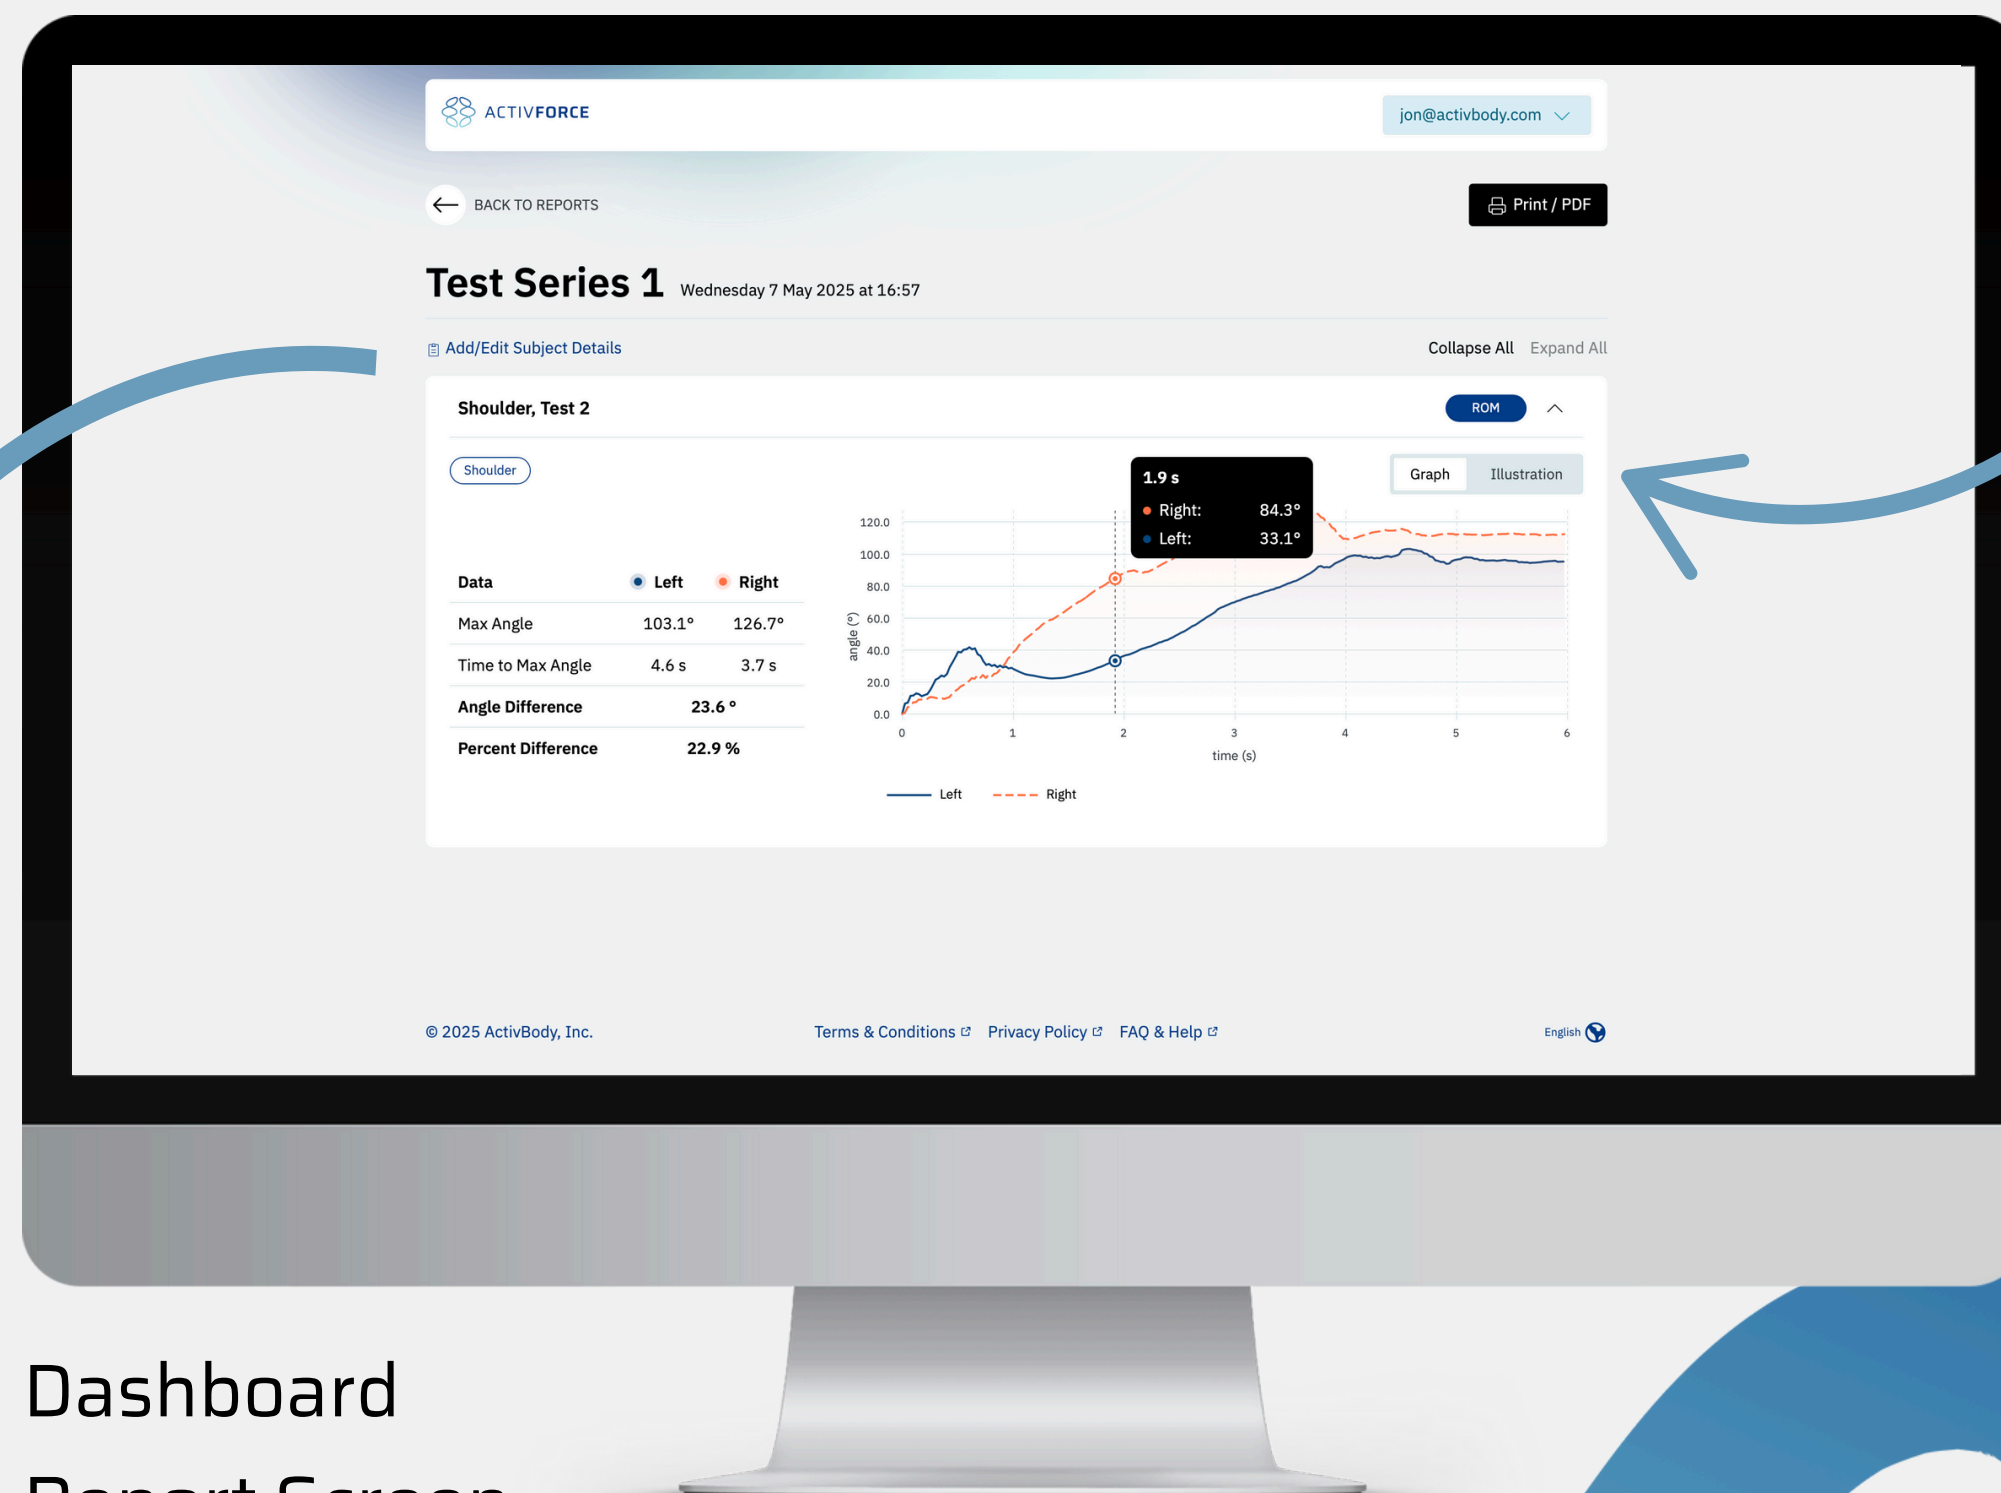 ACTIVFORCE
jon@activbody.com
BACK TO REPORTS
Print / PDF
Test Series 1 Wednesday 7 May 2025 at 16:57
Add/Edit Subject Details
Collapse All Expand All
Shoulder, Test 2
ROM
Shoulder
Graph Illustration
1.9 s
Right: 84.3°
Left: 33.1°
Data Left Right
Max Angle 103.1° 126.7°
Time to Max Angle 4.6 s 3.7 s
Angle Difference 23.6 °
Percent Difference 22.9 %
120.0
100.0
80.0
60.0
40.0
20.0
0.0
angle (°)
0 1 2 3 4 5 6
time (s)
Left Right
© 2025 ActivBody, Inc.
Terms & Conditions Privacy Policy FAQ & Help
English
Dashboard
Report Screen